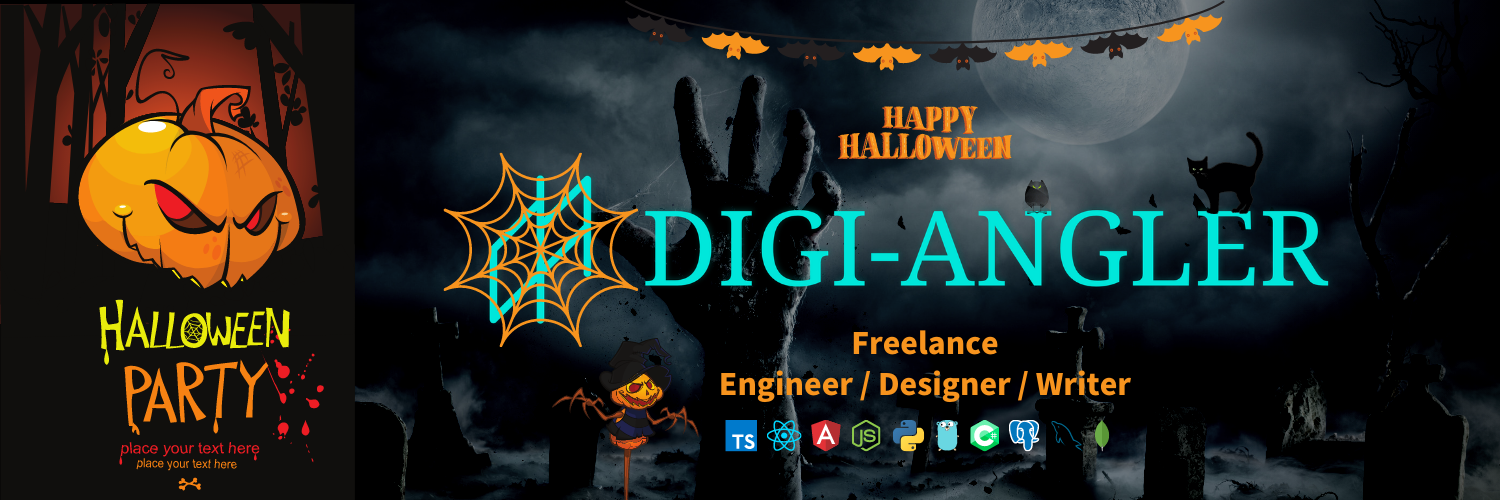 HALLOWEEN
PARTY
place your text here
place your text here
HAPPY
HALLOWEEN
DIGI-ANGLER
Freelance
Engineer / Designer / Writer
TS JS C#